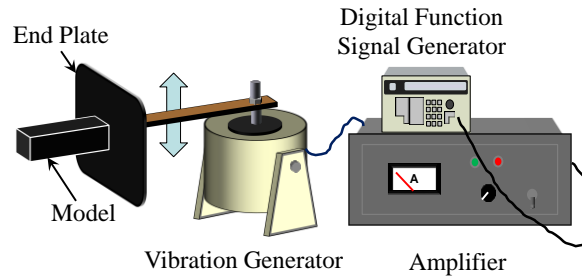 End Plate
Digital Function
Signal Generator
A
Model
Vibration Generator
Amplifier